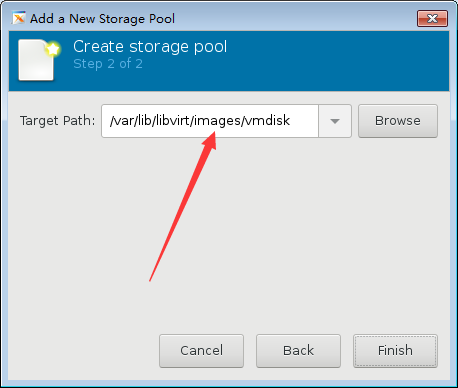 Add a New Storage Pool
Create storage pool
Step 2 of 2
Target Path: /var/lib/libvirt/images/vmdisk Browse
Cancel Back Finish